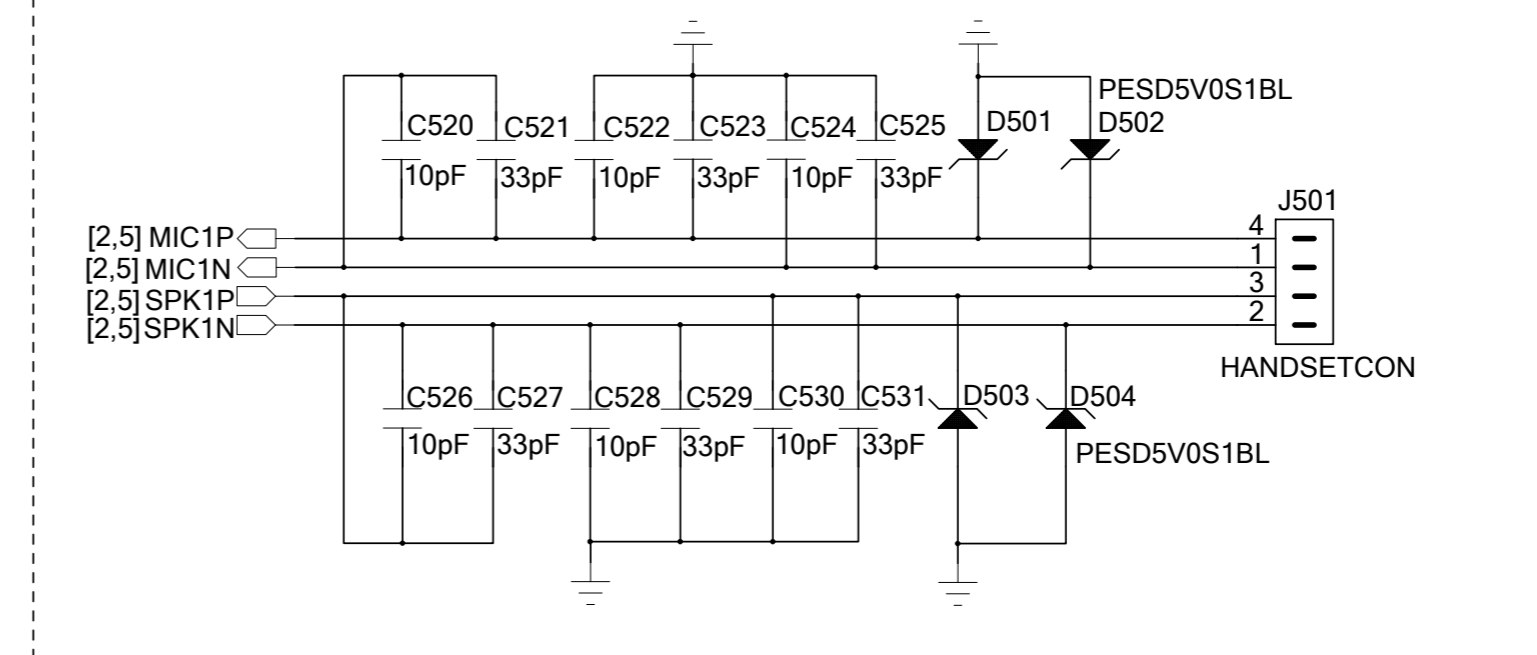 PESD5V0S1BL
C520 C521 C522 C523 C524 C525 D501 D502
10pF 33pF 10pF 33pF 10pF 33pF
J501
[2,5] MIC1P 4
[2,5] MIC1N 1
[2,5] SPK1P 3
[2,5] SPK1N 2
HANDSETCON
C526 C527 C528 C529 C530 C531 D503 D504
10pF 33pF 10pF 33pF 10pF 33pF
PESD5V0S1BL